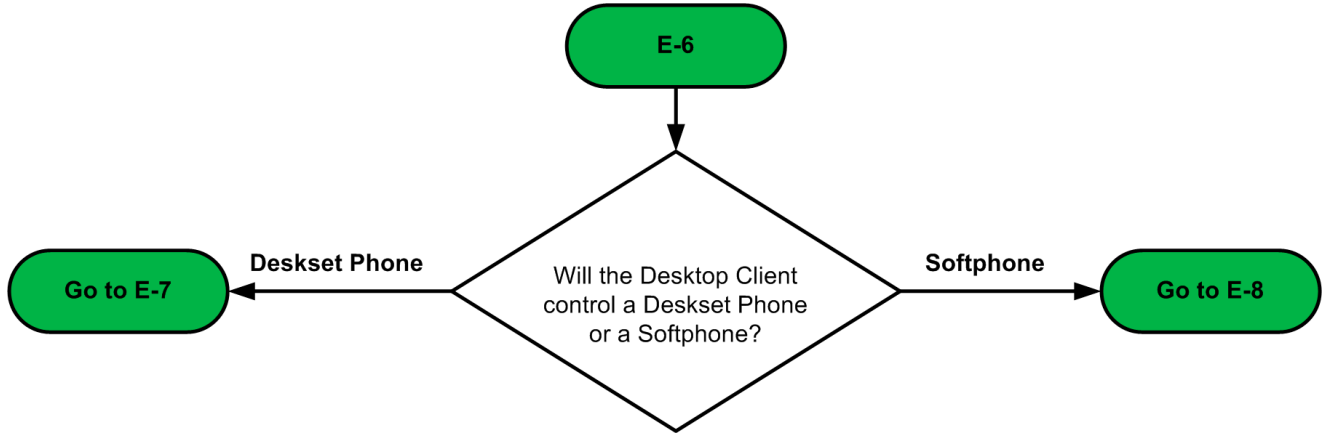 E-6
Deskset Phone
Softphone
Go to E-7
Will the Desktop Client
control a Deskset Phone
or a Softphone?
Go to E-8